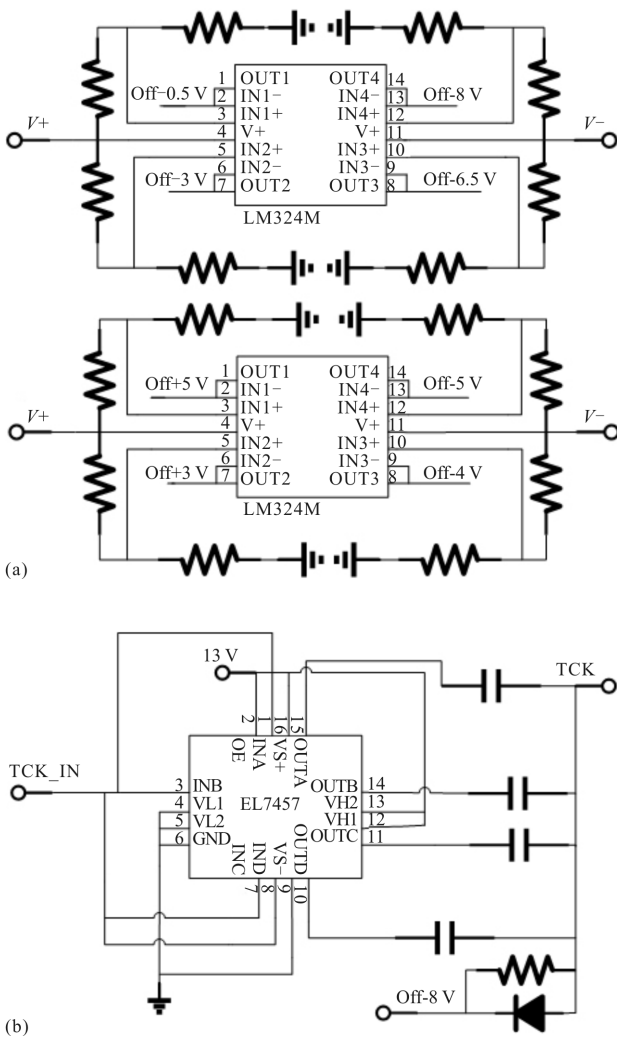 1 OUT1 OUT4 14
Off−0.5 V 2 IN1− IN4− 13 Off-8 V
3 IN1+ IN4+ 12
V+ 4 V+ V+ 11 V−
5 IN2+ IN3+ 10
6 IN2− IN3− 9
Off−3 V 7 OUT2 OUT3 8 Off-6.5 V
LM324M
1 OUT1 OUT4 14
Off+5 V 2 IN1− IN4− 13 Off-5 V
3 IN1+ IN4+ 12
V+ 4 V+ V+ 11 V−
5 IN2+ IN3+ 10
6 IN2− IN3− 9
Off+3 V 7 OUT2 OUT3 8 Off-4 V
LM324M
(a)
13 V
TCK
2 1 16 15
OE INA VS+ OUTA
TCK_IN
3 INB OUTB 14
4 VL1 EL7457 VH2 13
5 VL2 VH1 12
6 GND OUTC 11
INC IND VS− OUTD
7 8 9 10
Off-8 V
(b)